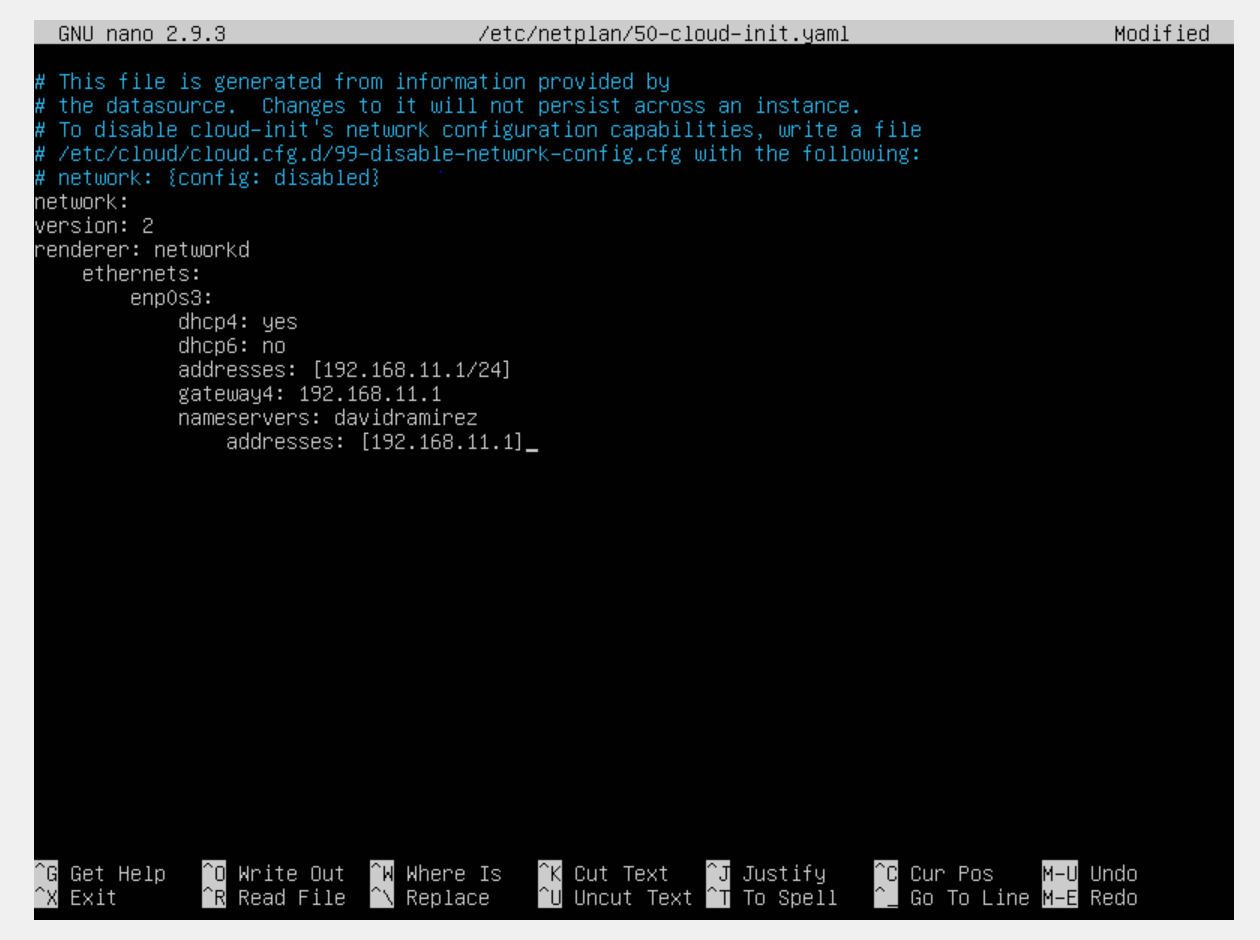 GNU nano 2.9.3 /etc/netplan/50-cloud-init.yaml Modified
# This file is generated from information provided by
# the datasource.  Changes to it will not persist across an instance.
# To disable cloud-init's network configuration capabilities, write a file
# /etc/cloud/cloud.cfg.d/99-disable-network-config.cfg with the following:
# network: {config: disabled}
network:
version: 2
renderer: networkd
    ethernets:
        enp0s3:
            dhcp4: yes
            dhcp6: no
            addresses: [192.168.11.1/24]
            gateway4: 192.168.11.1
            nameservers: davidramirez
                addresses: [192.168.11.1]_
^G Get Help ^O Write Out ^W Where Is ^K Cut Text ^J Justify ^C Cur Pos M-U Undo
^X Exit ^R Read File ^\ Replace ^U Uncut Text ^T To Spell ^_ Go To Line M-E Redo